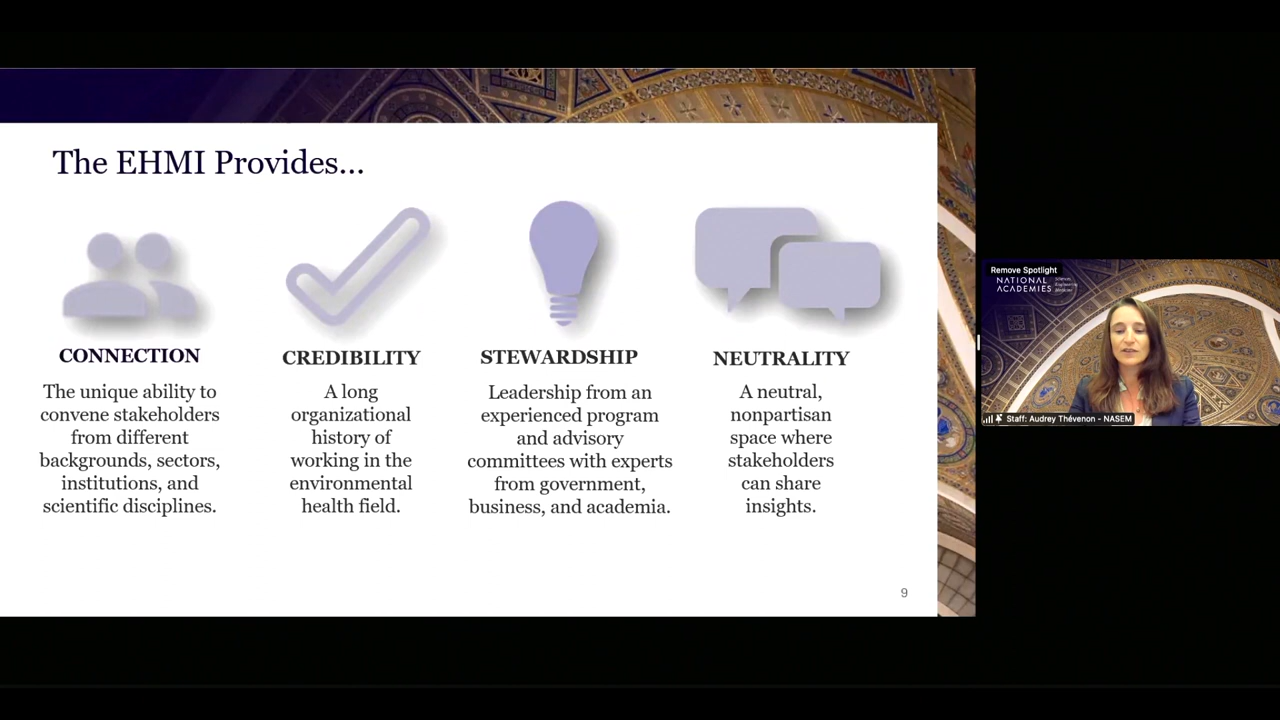 The EHMI Provides...
CONNECTION
The unique ability to
convene stakeholders
from different
backgrounds, sectors,
institutions, and
scientific disciplines.
CREDIBILITY
A long
organizational
history of
working in the
environmental
health field.
STEWARDSHIP
Leadership from an
experienced program
and advisory
committees with experts
from government,
business, and academia.
NEUTRALITY
A neutral,
nonpartisan
space where
stakeholders
can share
insights.
9
Remove Spotlight
NATIONAL
ACADEMIES
Sciences
Engineering
Medicine
Staff: Audrey Thévenon - NASEM